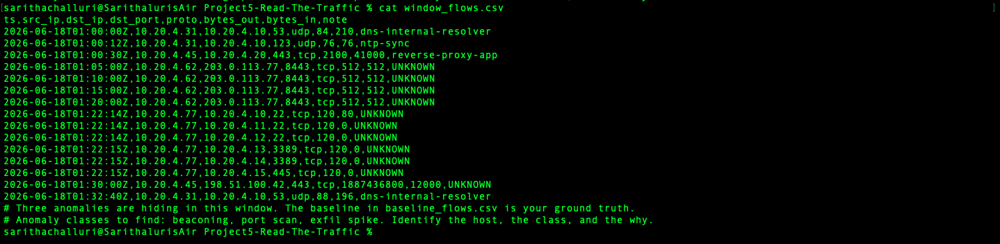 [sarithachalluri@SarithalurisAir Project5-Read-The-Traffic % cat window_flows.csv ]
ts,src_ip,dst_ip,dst_port,proto,bytes_out,bytes_in,note
2026-06-18T01:00:00Z,10.20.4.31,10.20.4.10,53,udp,84,210,dns-internal-resolver
2026-06-18T01:00:12Z,10.20.4.31,10.20.4.10,123,udp,76,76,ntp-sync
2026-06-18T01:00:30Z,10.20.4.45,10.20.4.20,443,tcp,2100,41000,reverse-proxy-app
2026-06-18T01:05:00Z,10.20.4.62,203.0.113.77,8443,tcp,512,512,UNKNOWN
2026-06-18T01:10:00Z,10.20.4.62,203.0.113.77,8443,tcp,512,512,UNKNOWN
2026-06-18T01:15:00Z,10.20.4.62,203.0.113.77,8443,tcp,512,512,UNKNOWN
2026-06-18T01:20:00Z,10.20.4.62,203.0.113.77,8443,tcp,512,512,UNKNOWN
2026-06-18T01:22:14Z,10.20.4.77,10.20.4.10,22,tcp,120,80,UNKNOWN
2026-06-18T01:22:14Z,10.20.4.77,10.20.4.11,22,tcp,120,0,UNKNOWN
2026-06-18T01:22:14Z,10.20.4.77,10.20.4.12,22,tcp,120,0,UNKNOWN
2026-06-18T01:22:15Z,10.20.4.77,10.20.4.13,3389,tcp,120,0,UNKNOWN
2026-06-18T01:22:15Z,10.20.4.77,10.20.4.14,3389,tcp,120,0,UNKNOWN
2026-06-18T01:22:15Z,10.20.4.77,10.20.4.15,445,tcp,120,0,UNKNOWN
2026-06-18T01:30:00Z,10.20.4.45,198.51.100.42,443,tcp,1887436800,12000,UNKNOWN
2026-06-18T01:32:40Z,10.20.4.31,10.20.4.10,53,udp,88,196,dns-internal-resolver
# Three anomalies are hiding in this window. The baseline in baseline_flows.csv is your ground truth.
# Anomaly classes to find: beaconing, port scan, exfil spike. Identify the host, the class, and the why.
sarithachalluri@SarithalurisAir Project5-Read-The-Traffic %